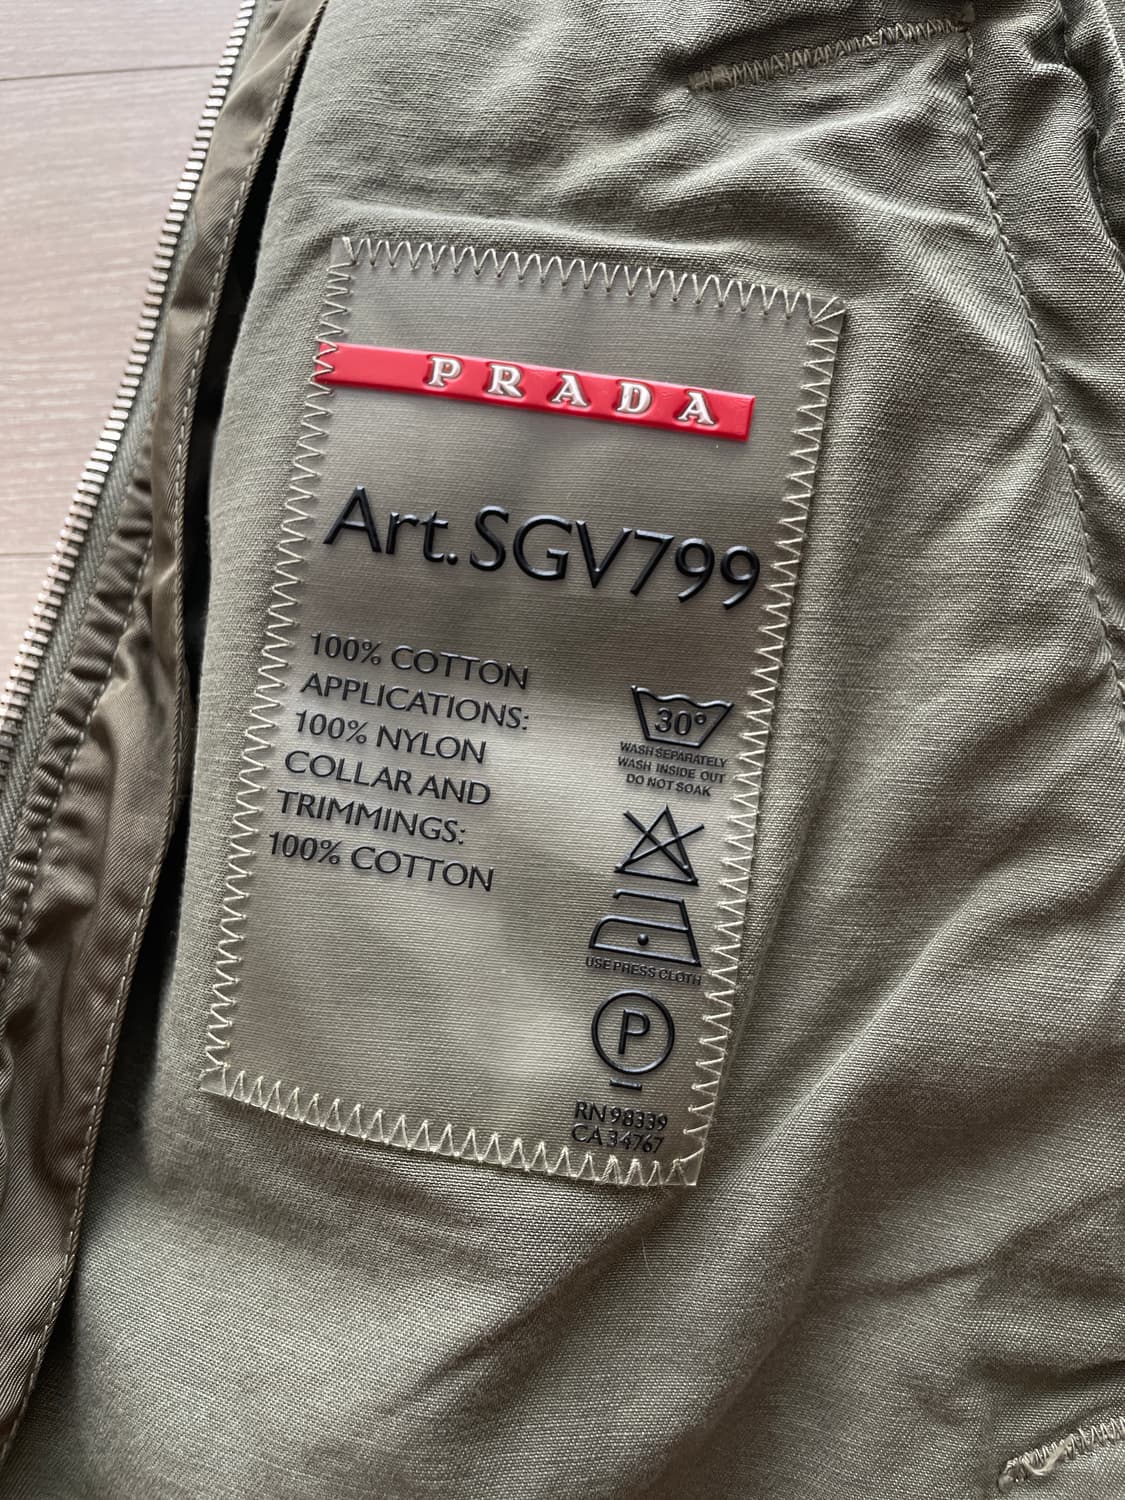 PRADA
Art. SGV799
100% COTTON
APPLICATIONS:
100% NYLON
COLLAR AND
TRIMMINGS:
100% COTTON
30°
WASH SEPARATELY
WASH INSIDE OUT
DO NOT SOAK
USE PRESS CLOTH
P
RN 98339
CA 34767